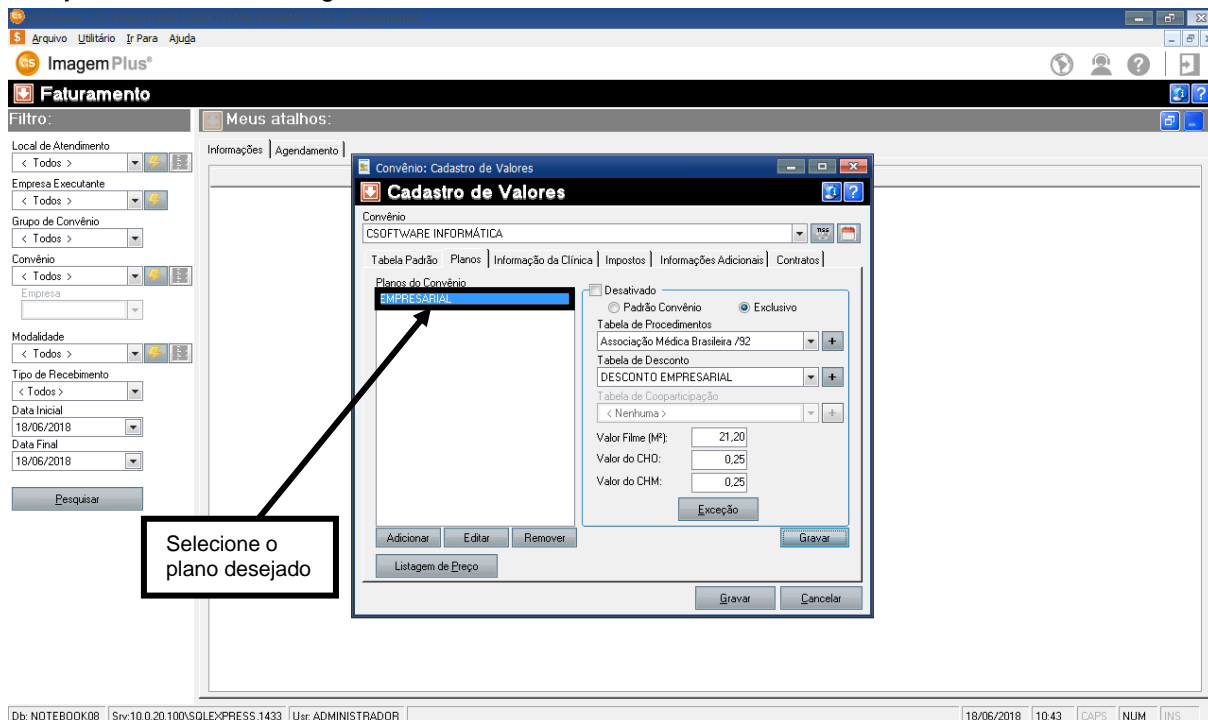 Arquivo Utilitário Ir Para Ajuda
ImagemPlus®
Faturamento
Filtro:
Meus atalhos:
Local de Atendimento
< Todos >
Empresa Executante
< Todos >
Grupo de Convênio
< Todos >
Convênio
< Todos >
Empresa
Modalidade
< Todos >
Tipo de Recebimento
< Todos >
Data Inicial
18/06/2018
Data Final
18/06/2018
Pesquisar
Informações Agendamento
Convênio: Cadastro de Valores
Cadastro de Valores
Convênio
CSOFTWARE INFORMÁTICA
Tabela Padrão Planos Informação da Clínica Impostos Informações Adicionais Contratos
Planos do Convênio
EMPRESARIAL
Desativado
Padrão Convênio Exclusivo
Tabela de Procedimentos
Associação Médica Brasileira /92
Tabela de Desconto
DESCONTO EMPRESARIAL
Tabela de Cooparticipação
< Nenhuma >
Valor Filme (M²): 21,20
Valor do CHO: 0,25
Valor do CHM: 0,25
Exceção
Adicionar Editar Remover Gravar
Listagem de Preço
Gravar Cancelar
Selecione o
plano desejado
Db: NOTEBOOK08 Srv:10.0.20.100\SQLEXPRESS,1433 Usr: ADMINISTRADOR 18/06/2018 10:43 CAPS NUM INS